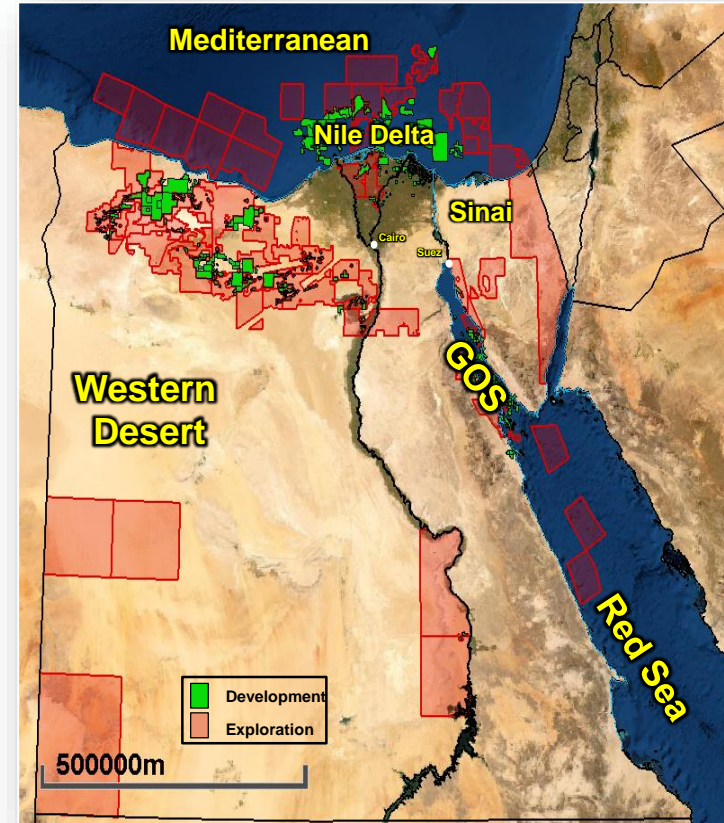 Mediterranean
Nile Delta
Sinai
Cairo
Suez
GOS
Western
Desert
Red Sea
Development
Exploration
500000m